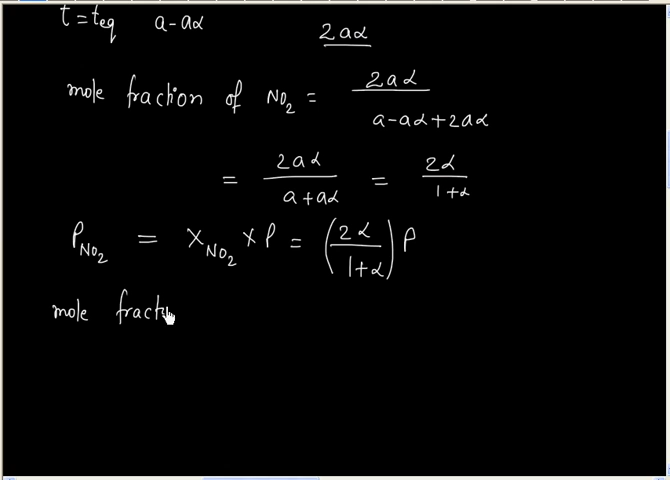 t = teq a - aα 2aα
mole fraction of NO2 = 2aα / a - aα + 2aα
= 2aα / a + aα = 2α / 1+α
PNO2 = XNO2 × P = (2α / 1+α) P
mole fracti